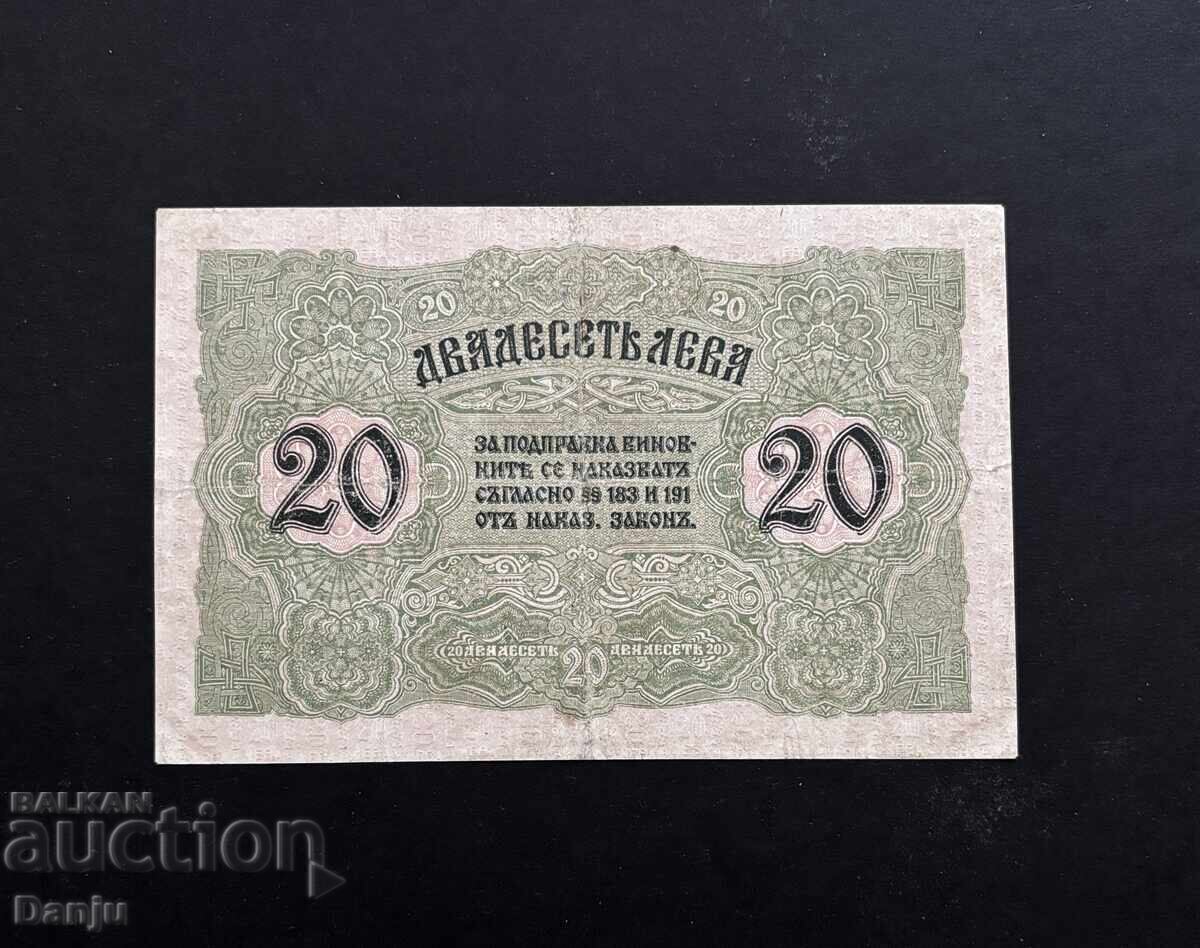 20 20
ДВАДЕСЕТЬ ЛЕВА
20 20
ЗА ПОДПРАВКА ВИНОВ-
НИТѢ СЕ НАКАЗВАТЪ
СЪГЛАСНО §§ 183 И 191
ОТЪ НАКАЗ. ЗАКОНЪ.
20 ДВАДЕСЕТЬ 20 ДВАДЕСЕТЬ 20
BALKAN
auction
Danju